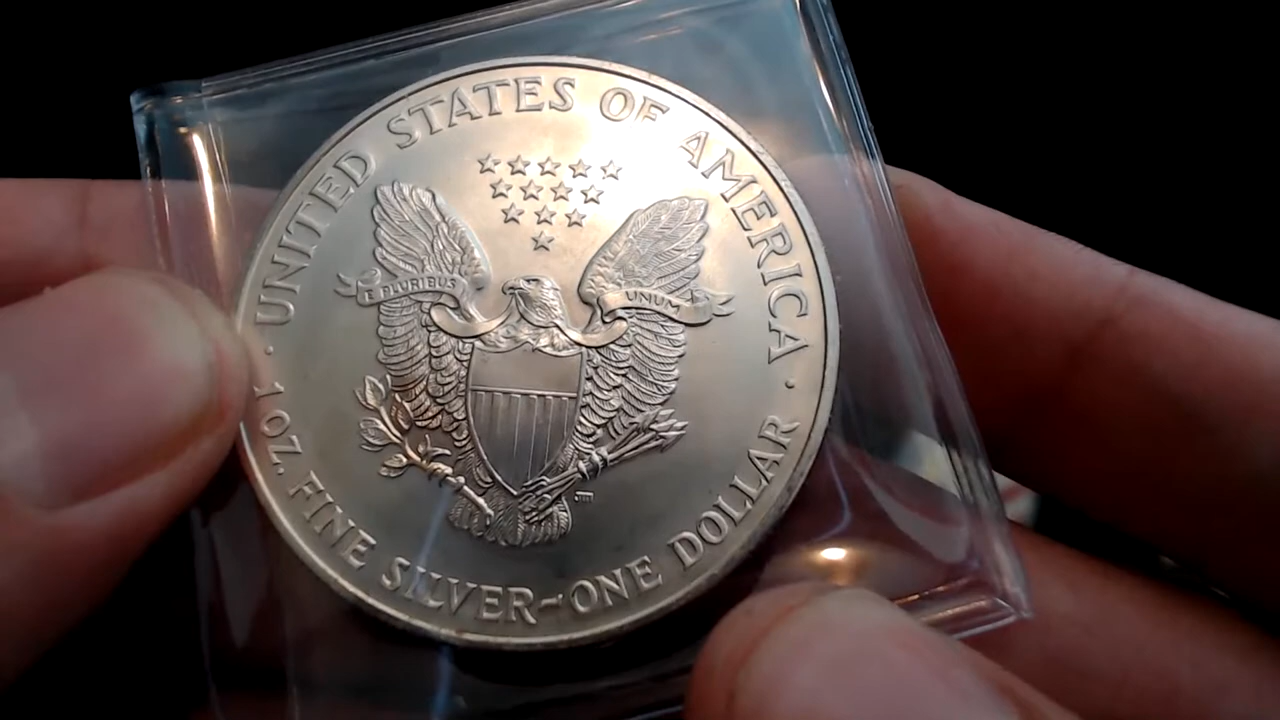 UNITED STATES OF AMERICA
E PLURIBUS UNUM
1 OZ. FINE SILVER~ONE DOLLAR